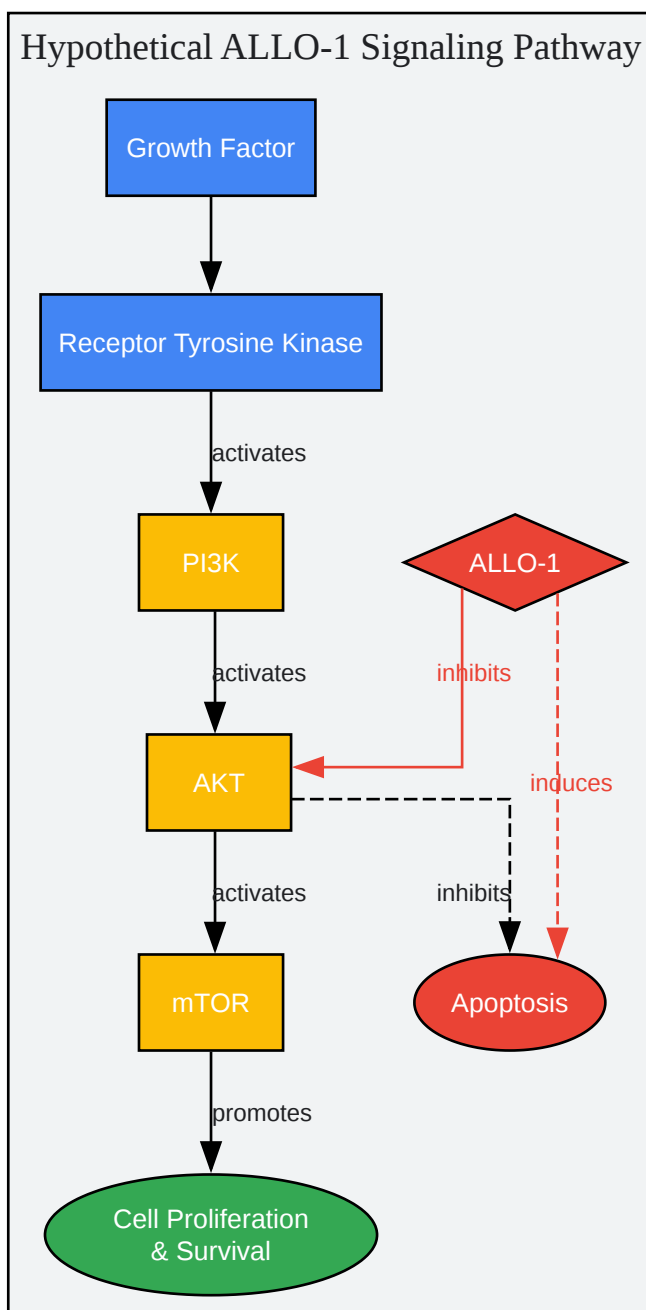 Hypothetical ALLO-1 Signaling Pathway
Growth Factor
Receptor Tyrosine Kinase
activates
PI3K
ALLO-1
activates
inhibits
AKT
induces
activates
inhibits
mTOR
Apoptosis
promotes
Cell Proliferation
& Survival